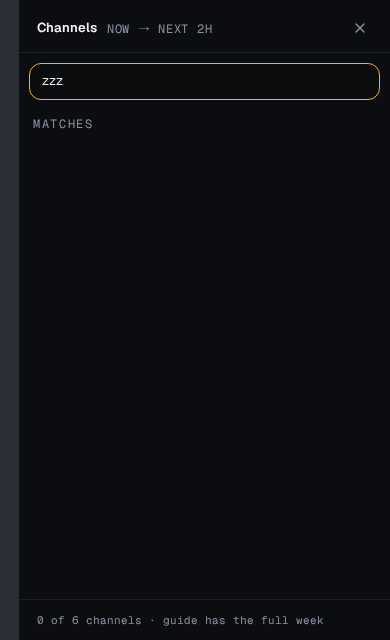 Channels NOW → NEXT 2H ×
zzz
MATCHES
0 of 6 channels · guide has the full week